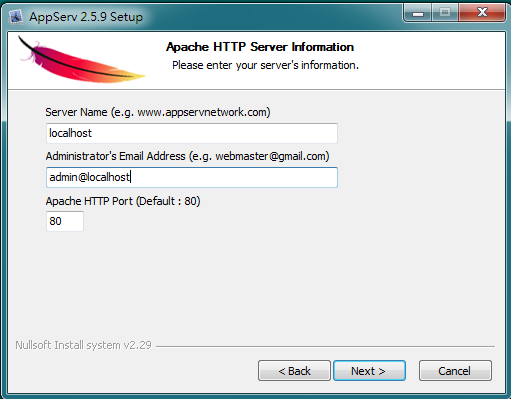 AppServ 2.5.9 Setup
Apache HTTP Server Information
Please enter your server's information.
Server Name (e.g. www.appservnetwork.com)
localhost
Administrator's Email Address (e.g. webmaster@gmail.com)
admin@localhost
Apache HTTP Port (Default : 80)
80
Nullsoft Install system v2.29
< Back
Next >
Cancel